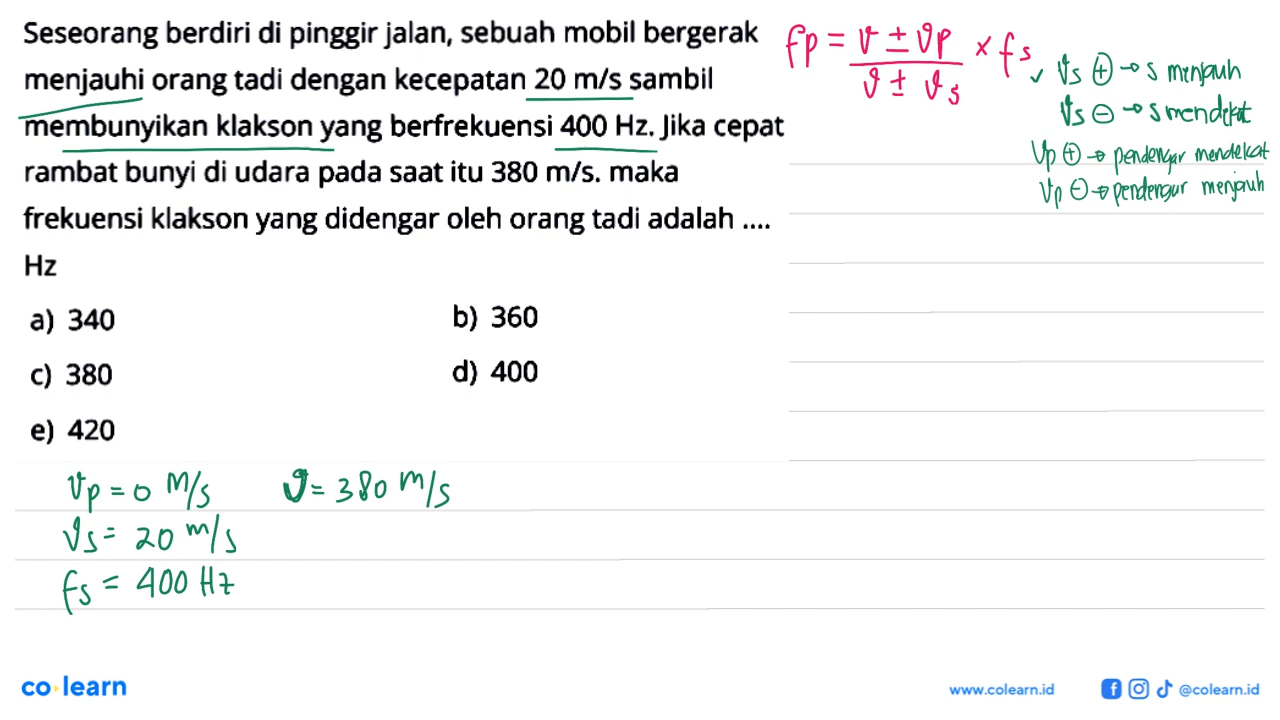 Seseorang berdiri di pinggir jalan, sebuah mobil bergerak
menjauhi orang tadi dengan kecepatan 20 m/s sambil
membunyikan klakson yang berfrekuensi 400 Hz. Jika cepat
rambat bunyi di udara pada saat itu 380 m/s. maka
frekuensi klakson yang didengar oleh orang tadi adalah ....
Hz
a) 340
b) 360
c) 380
d) 400
e) 420
fp = v ± vp / v ± vs × fs
✓ vs ⊕ → s menjauh
vs ⊖ → s mendekat
vp ⊕ → pendengar mendekat
vp ⊖ → pendengar menjauh
vp = 0 m/s
v = 380 m/s
vs = 20 m/s
fs = 400 Hz
co learn
www.colearn.id
@colearn.id